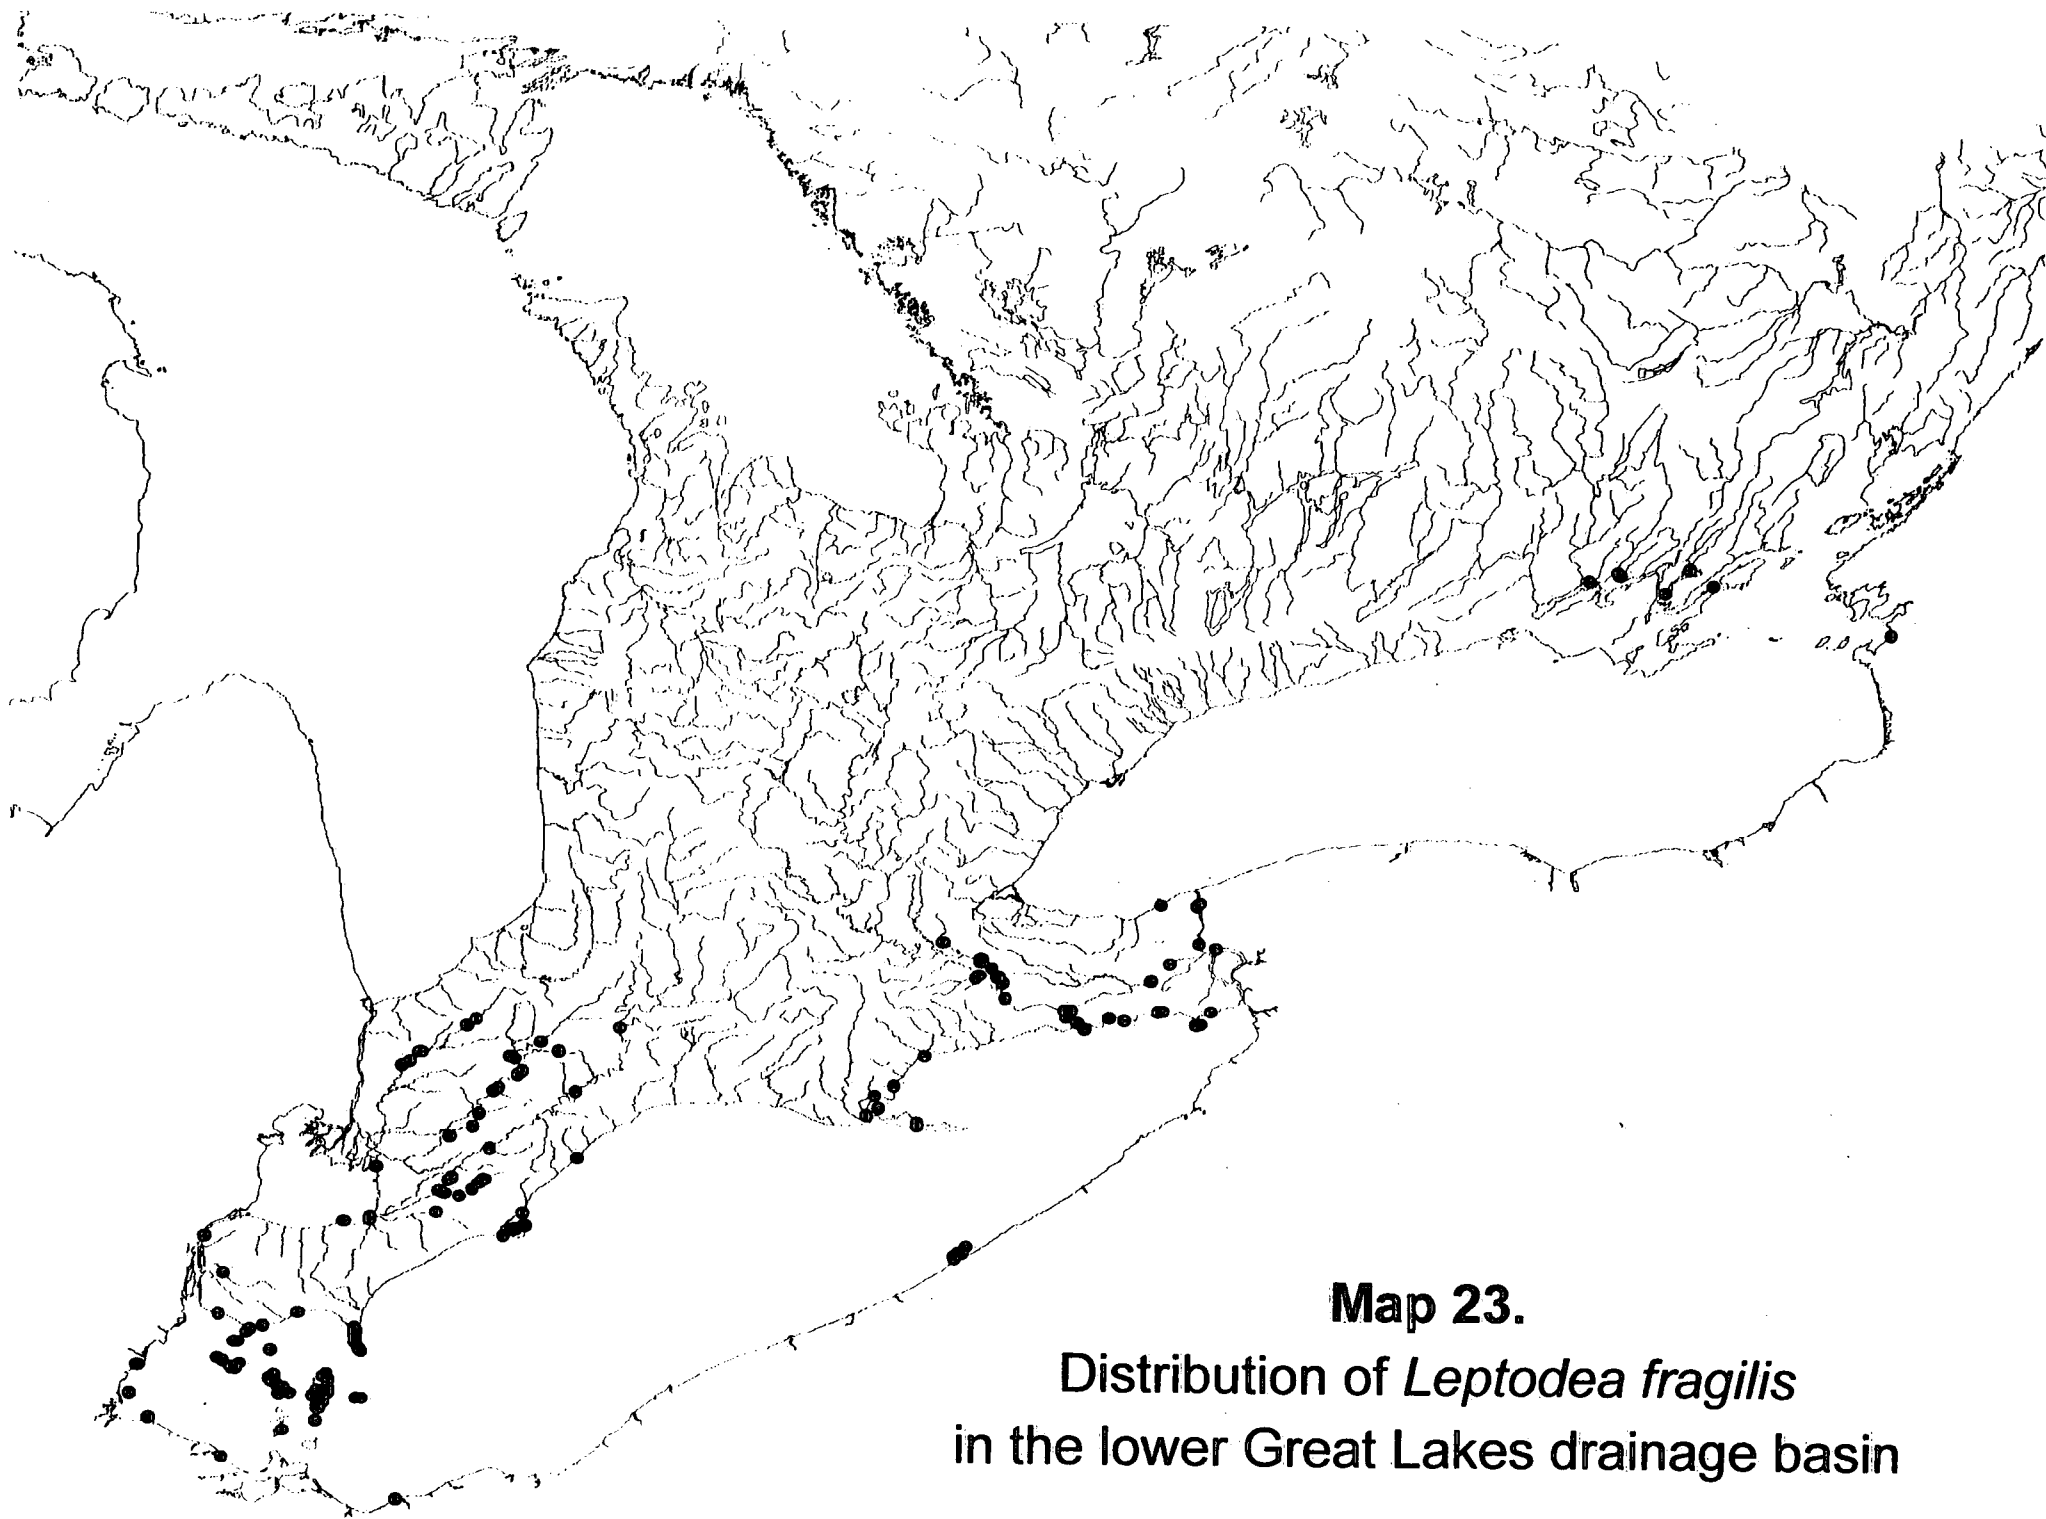 Map 23.
Distribution of Leptodea fragilis
in the lower Great Lakes drainage basin